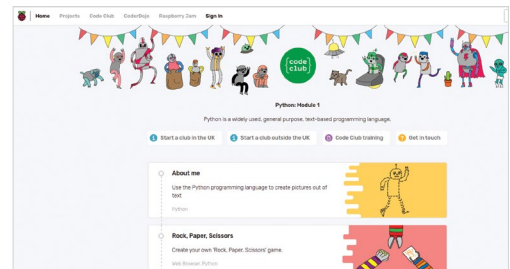 Home Projects Code Club CoderDojo Raspberry Jam Sign In
{code
club}
Python: Module 1
Python is a widely used, general purpose, text-based programming language.
Start a club in the UK Start a club outside the UK Code Club training Get in touch
About me
Use the Python programming language to create pictures out of
text.
Python
Rock, Paper, Scissors
Create your own 'Rock, Paper, Scissors' game.
Web Browser, Python